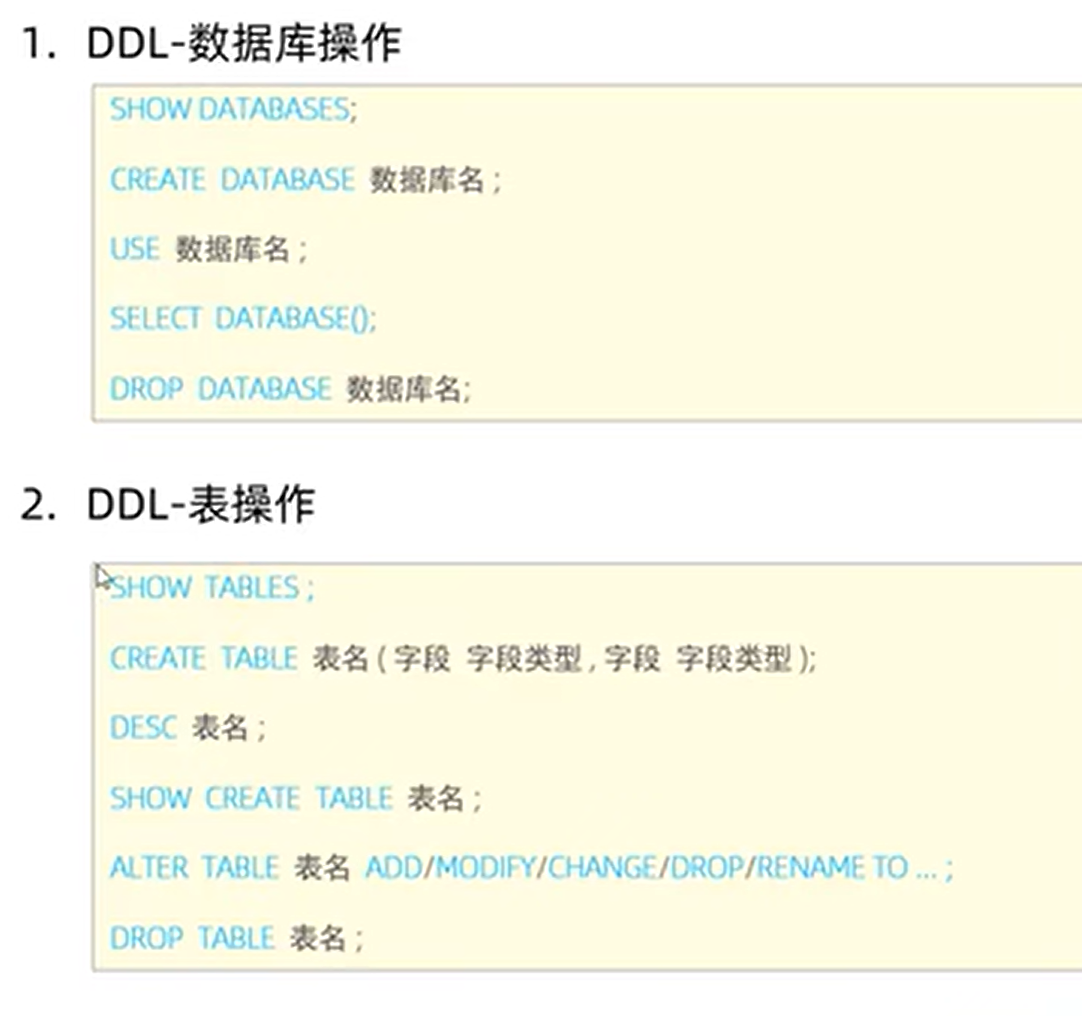 1. DDL-数据库操作
SHOW DATABASES;
CREATE DATABASE 数据库名 ;
USE 数据库名 ;
SELECT DATABASE();
DROP DATABASE 数据库名;
2. DDL-表操作
SHOW TABLES ;
CREATE TABLE 表名 ( 字段 字段类型 , 字段 字段类型 );
DESC 表名 ;
SHOW CREATE TABLE 表名 ;
ALTER TABLE 表名 ADD/MODIFY/CHANGE/DROP/RENAME TO ... ;
DROP TABLE 表名 ;